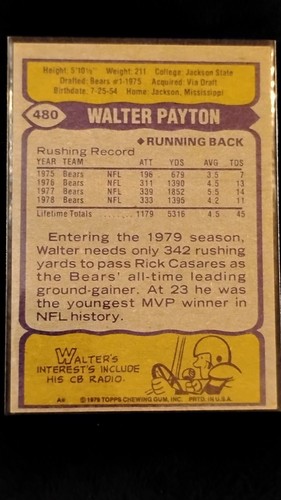 Height: 5'10½" Weight: 211 College: Jackson State
Drafted: Bears #1-1975 Acquired: Via Draft
Birthdate: 7-25-54 Home: Jackson, Mississippi
480 WALTER PAYTON
◆RUNNING BACK
Rushing Record
YEAR TEAM ATT YDS AVG TDS
1975 Bears NFL 196 679 3.5 7
1976 Bears NFL 311 1390 4.5 13
1977 Bears NFL 339 1852 5.5 14
1978 Bears NFL 333 1395 4.2 11
Lifetime Totals 1179 5316 4.5 45
Entering the 1979 season,
Walter needs only 342 rushing
yards to pass Rick Casares as
the Bears' all-time leading
ground-gainer. At 23 he was
the youngest MVP winner in
NFL history.
WALTER'S
INTEREST'S INCLUDE
HIS CB RADIO.
© 1979 TOPPS CHEWING GUM, INC. PRTD. IN U.S.A.